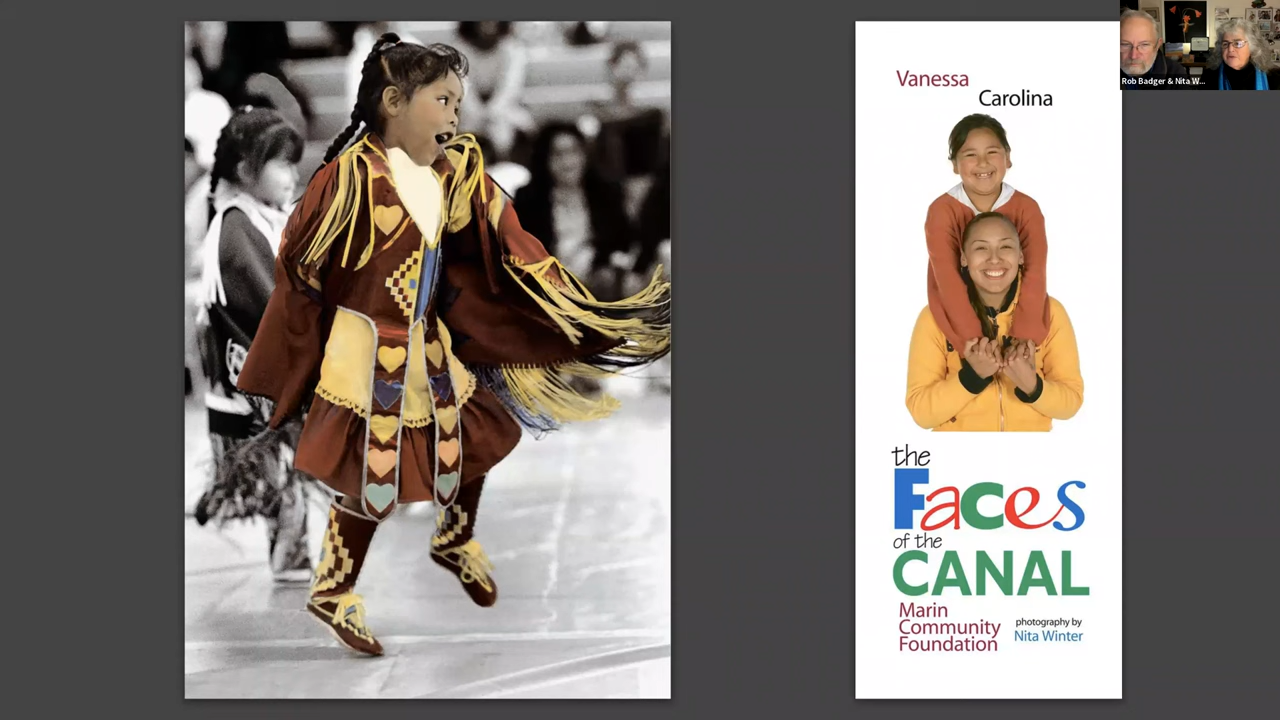 Vanessa
Carolina
the
Faces
of the
CANAL
Marin
Community
Foundation
photography by
Nita Winter
Rob Badger & Nita W...